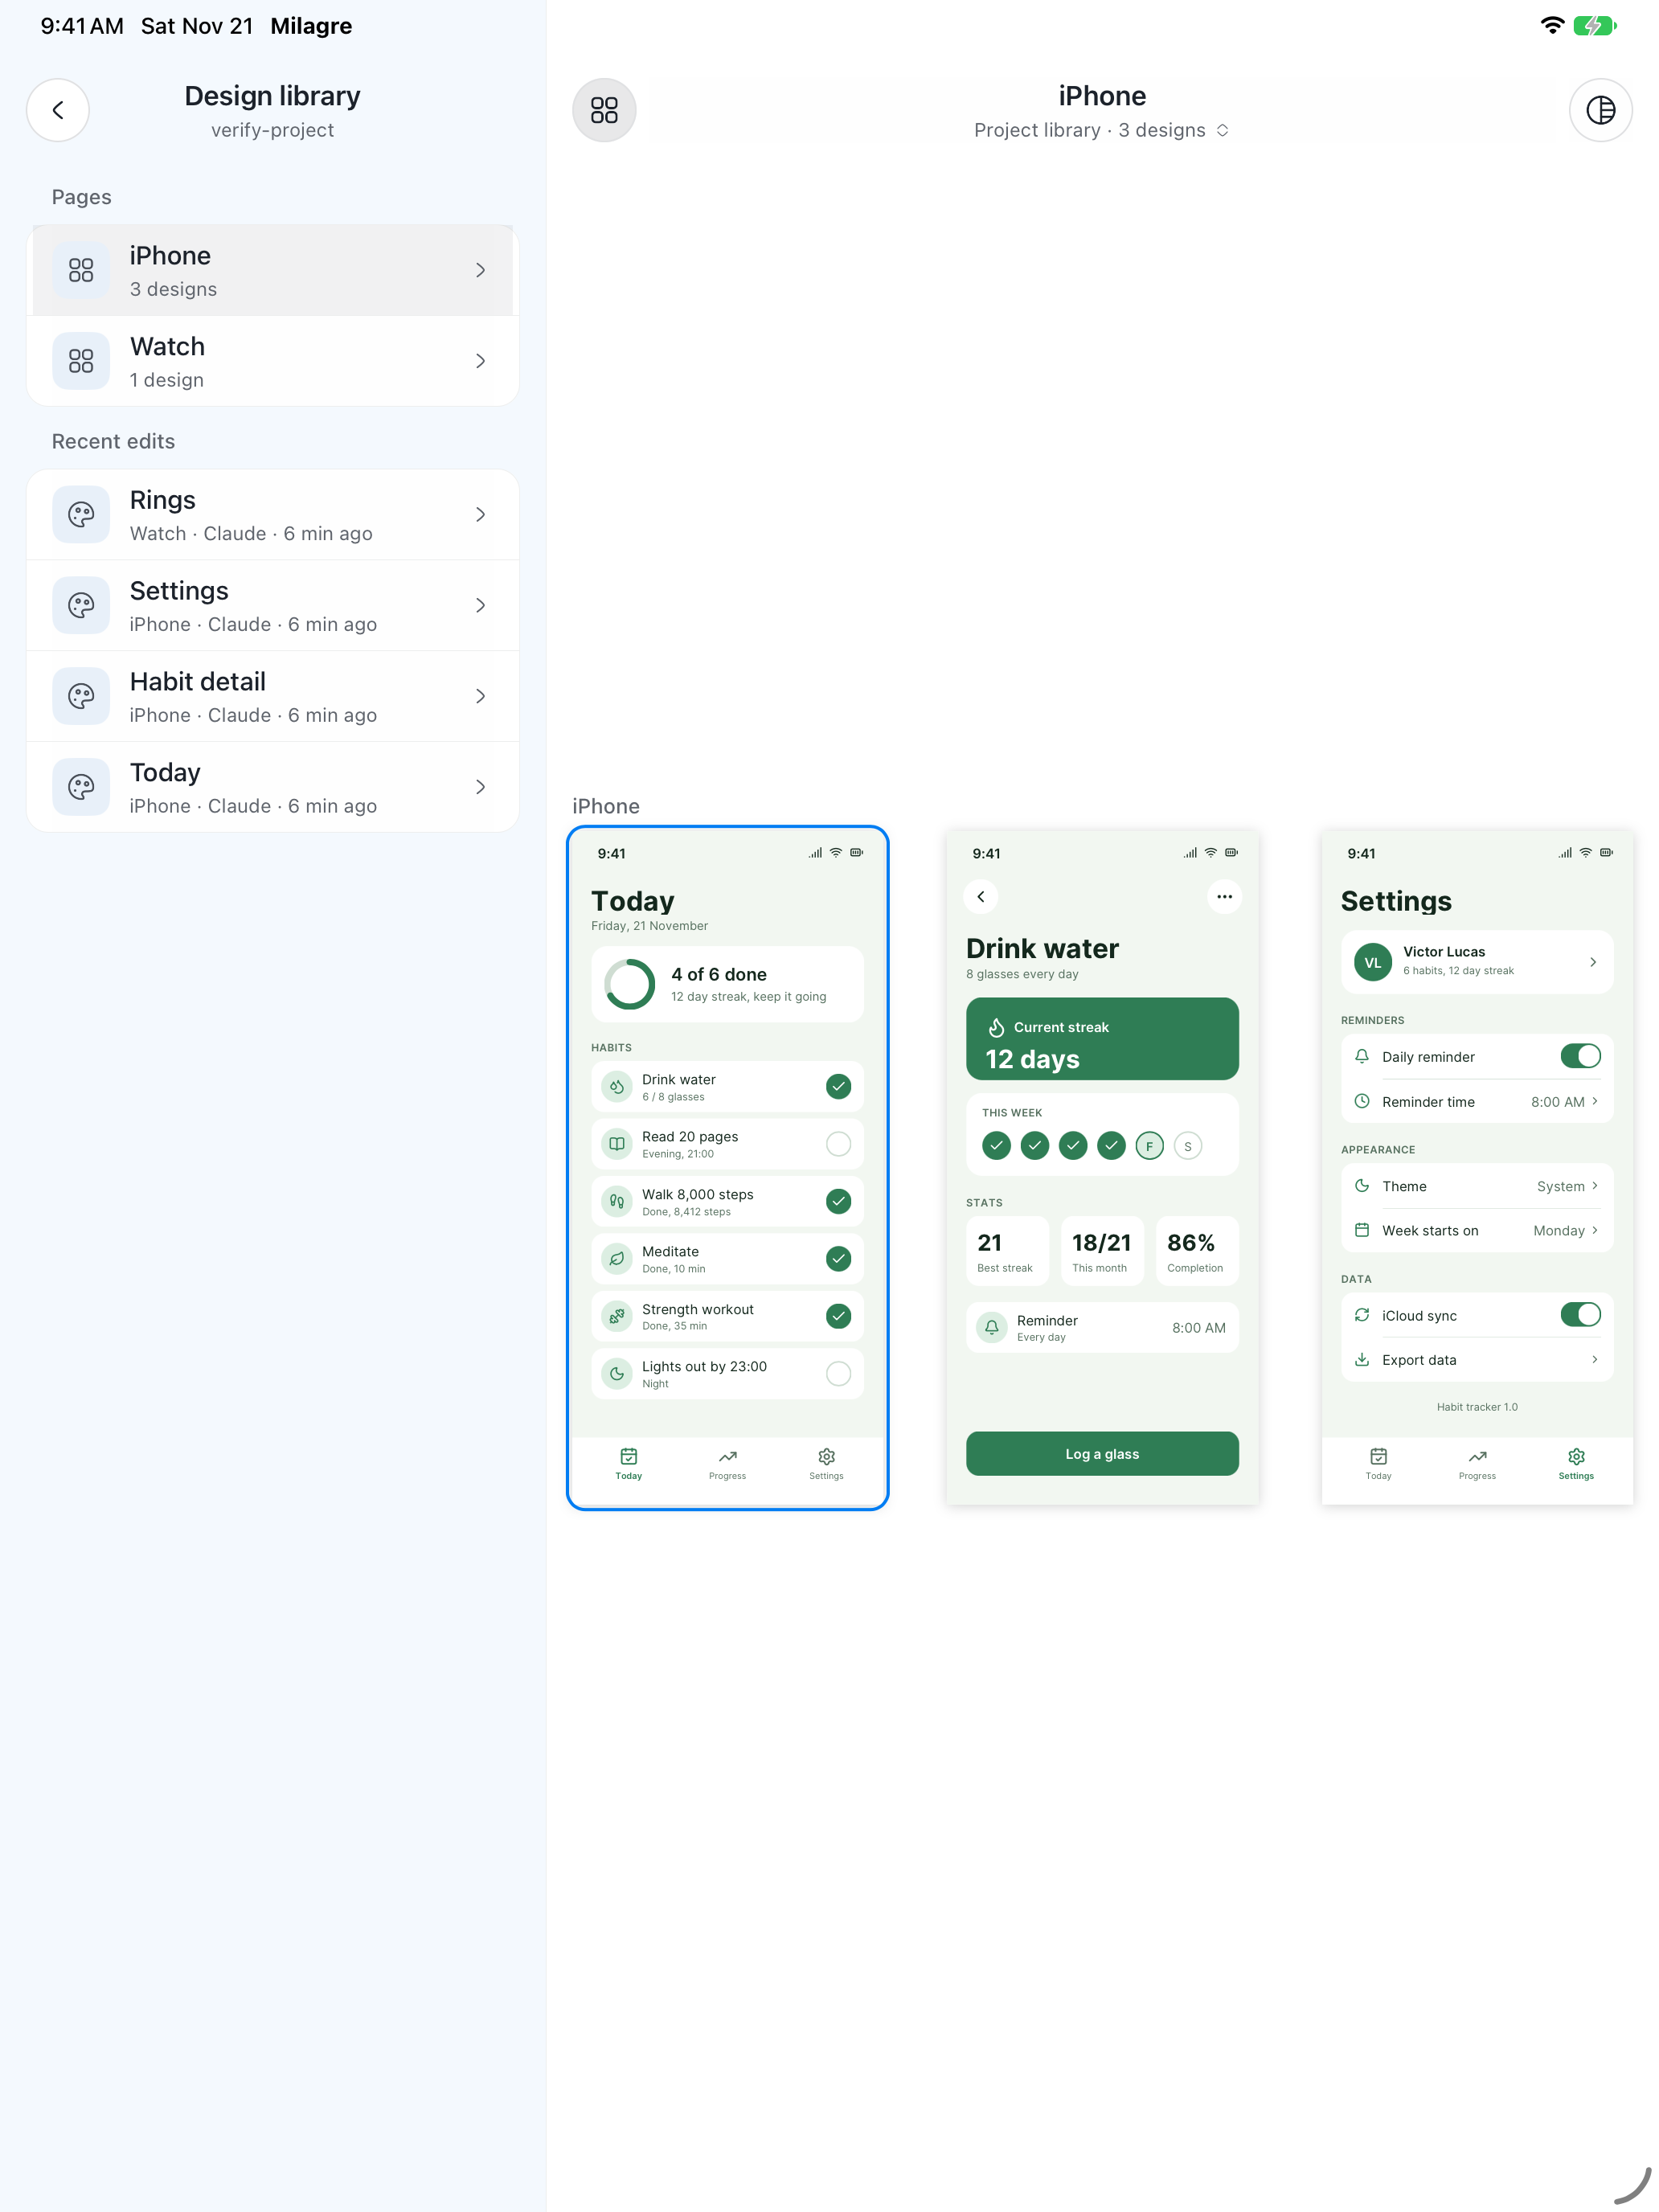 9:41 AM Sat Nov 21 Milagre
Design library
verify-project
Pages
iPhone
3 designs
Watch
1 design
Recent edits
Rings
Watch · Claude · 6 min ago
Settings
iPhone · Claude · 6 min ago
Habit detail
iPhone · Claude · 6 min ago
Today
iPhone · Claude · 6 min ago
iPhone
Project library · 3 designs
iPhone
9:41
Today
Friday, 21 November
4 of 6 done
12 day streak, keep it going
HABITS
Drink water
6 / 8 glasses
Read 20 pages
Evening, 21:00
Walk 8,000 steps
Done, 8,412 steps
Meditate
Done, 10 min
Strength workout
Done, 35 min
Lights out by 23:00
Night
Today Progress Settings
9:41
Drink water
8 glasses every day
Current streak
12 days
THIS WEEK
F S
STATS
21 18/21 86%
Best streak This month Completion
Reminder 8:00 AM
Every day
Log a glass
9:41
Settings
VL
Victor Lucas
6 habits, 12 day streak
REMINDERS
Daily reminder
Reminder time 8:00 AM
APPEARANCE
Theme System
Week starts on Monday
DATA
iCloud sync
Export data
Habit tracker 1.0
Today Progress Settings